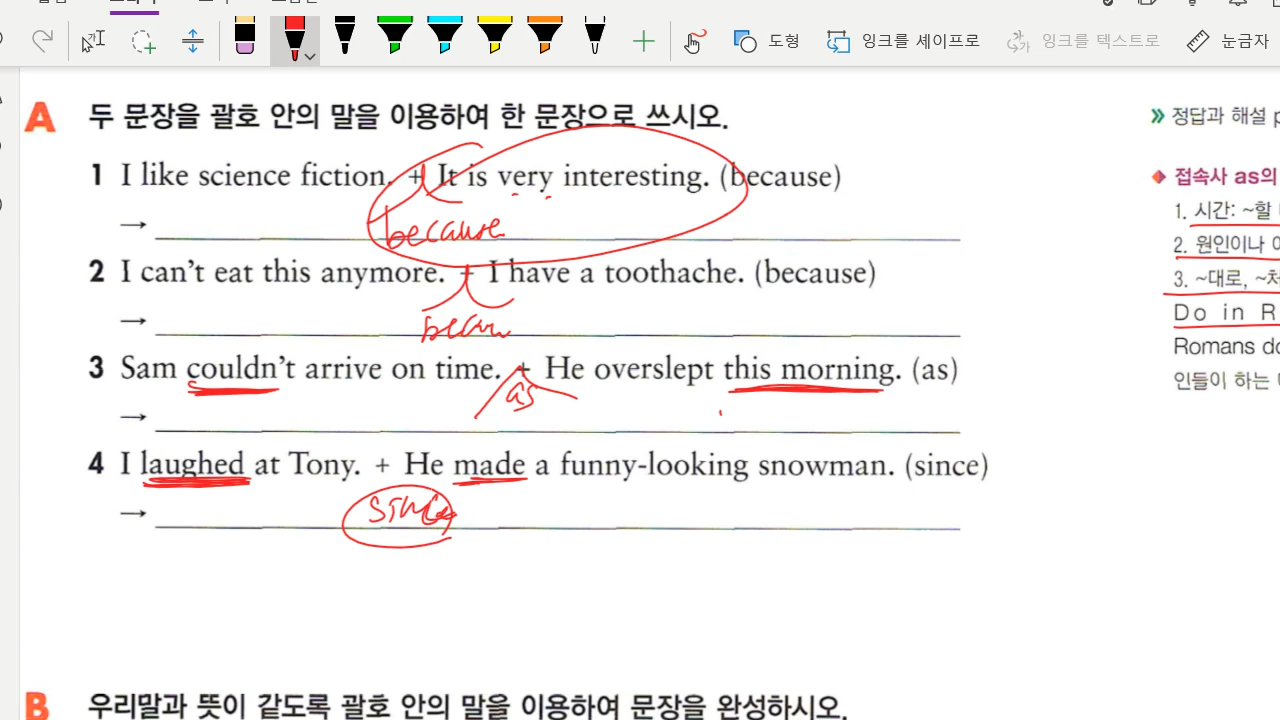 도형
잉크를 셰이프로
잉크를 텍스트로
눈금자
A 두 문장을 괄호 안의 말을 이용하여 한 문장으로 쓰시오.
» 정답과 해설 p
1 I like science fiction. + It is very interesting. (because)
→
because
2 I can't eat this anymore. + I have a toothache. (because)
→
3 Sam couldn't arrive on time. + He overslept this morning. (as)
as
→
4 I laughed at Tony. + He made a funny-looking snowman. (since)
→ since
접속사 as의
1. 시간: ~할
2. 원인이나
3. ~대로, ~처
Do in R
Romans do
인들이 하는
B 우리말과 뜻이 같도록 괄호 안의 말을 이용하여 문장을 완성하시오.